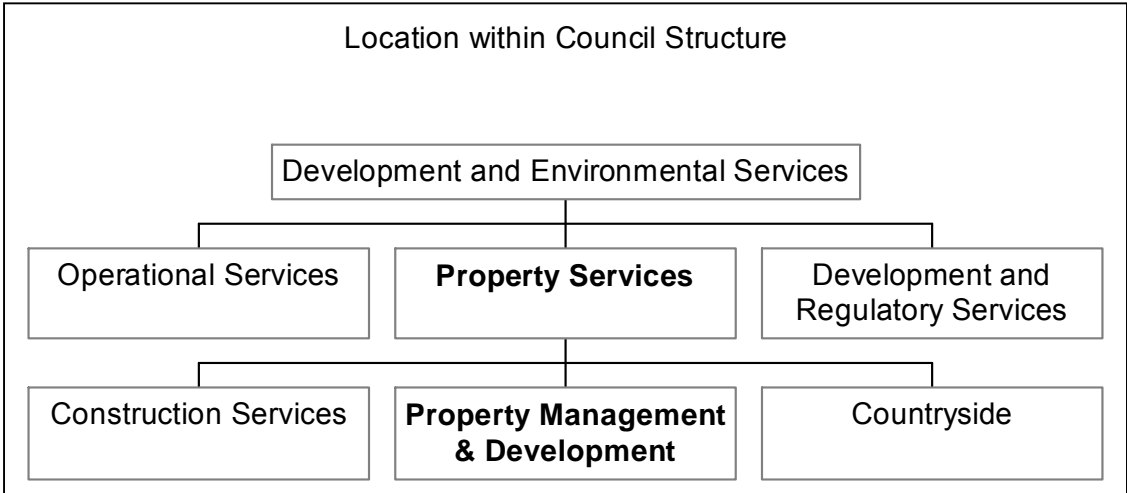 Location within Council Structure
Development and Environmental Services
Operational Services
Property Services
Development and
Regulatory Services
Construction Services
Property Management
& Development
Countryside